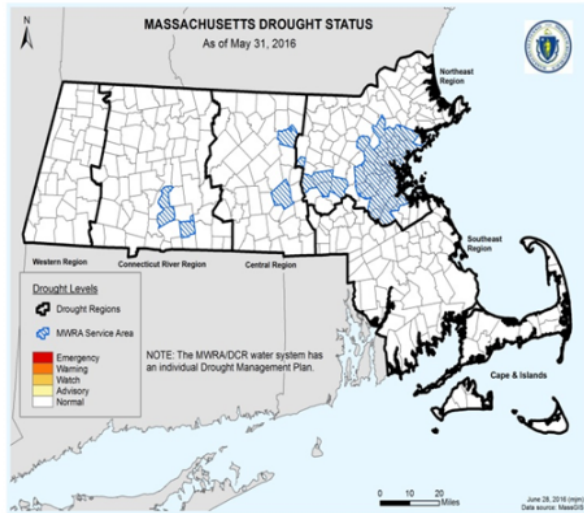 MASSACHUSETTS DROUGHT STATUS
As of May 31, 2016
N
Northeast
Region
Southeast
Region
Western Region
Connecticut River Region
Central Region
Cape & Islands
Drought Levels
Drought Regions
MWRA Service Area
Emergency
Warning
Watch
Advisory
Normal
NOTE: The MWRA/DCR water system has
an individual Drought Management Plan.
0 10 20
Miles
June 28, 2016 (mjm)
Data source: MassGIS